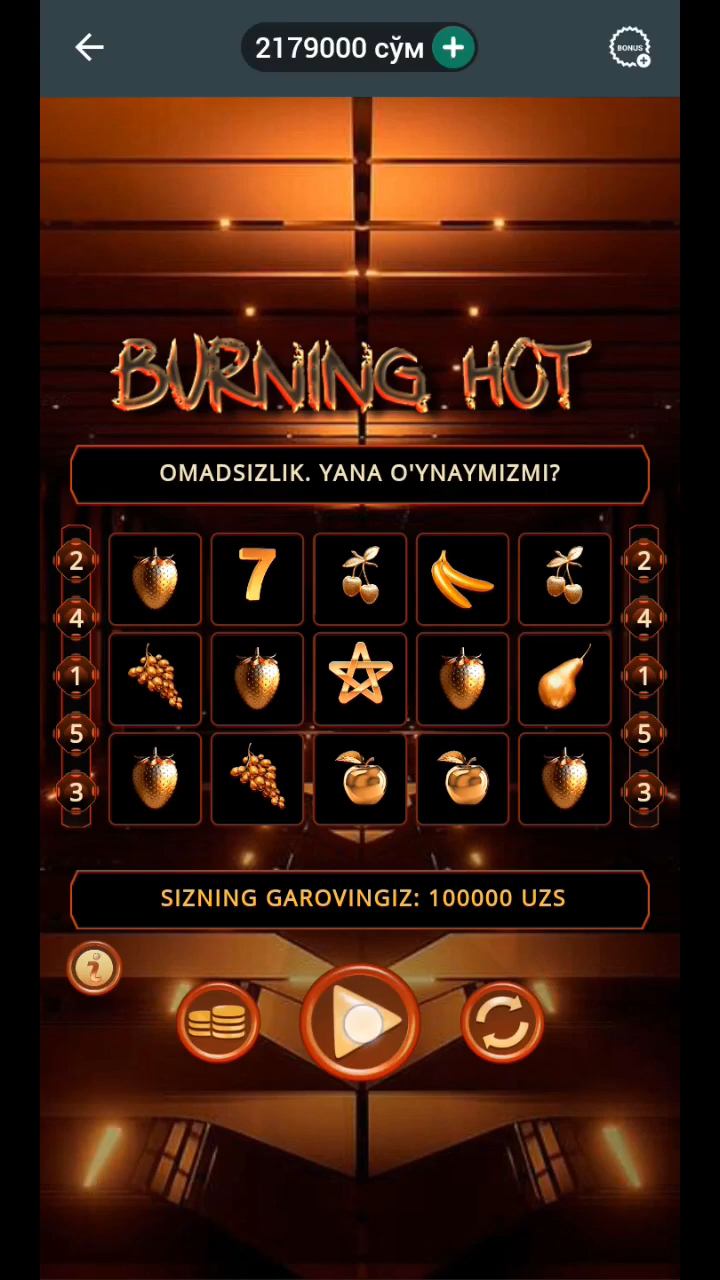 2179000 сўм
BONUS
BURNING HOT
OMADSIZLIK. YANA O'YNAYMIZMI?
2 2
7
4 4
1 1
5 5
3 3
SIZNING GAROVINGIZ: 100000 UZS
i